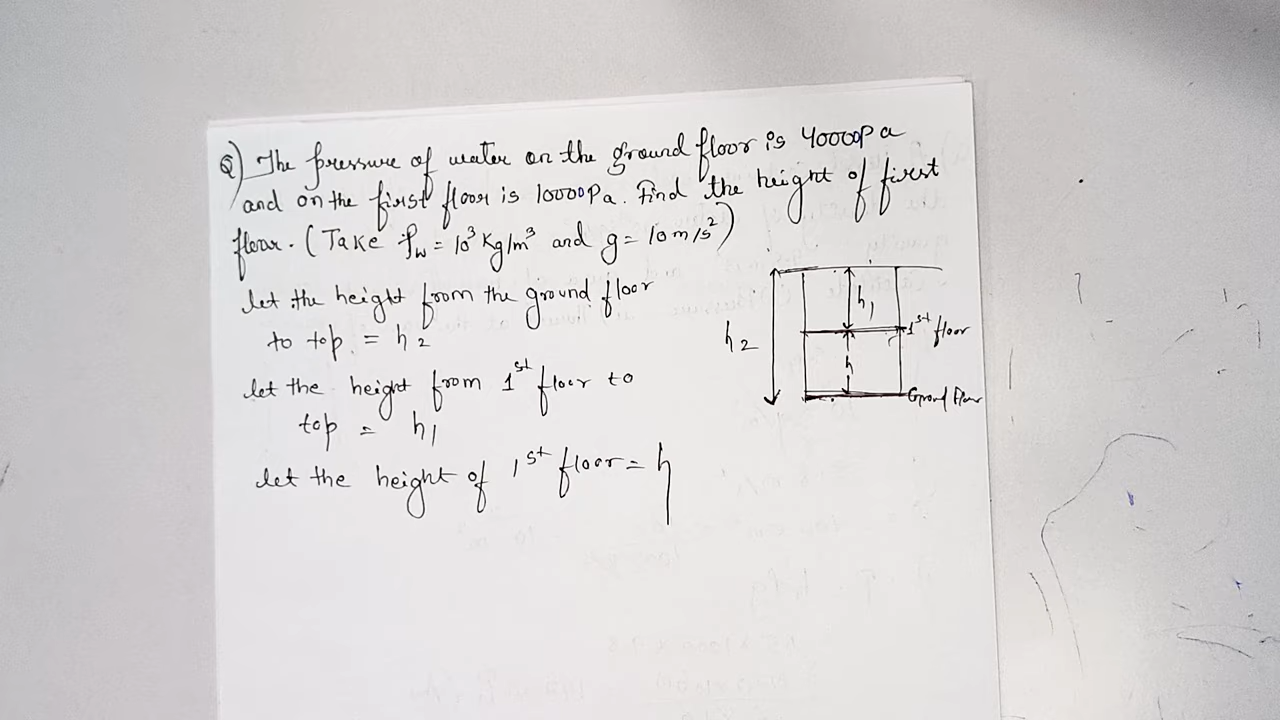 Q) The pressure of water on the ground floor is 40000Pa
and on the first floor is 10000Pa. Find the height of first
floor. (Take ρw = 10³ Kg/m³ and g = 10 m/s²)
let the height from the ground floor
to top = h2
let the height from 1st floor to
top = h1
let the height of 1st floor = h
h1
1st floor
h2
h
Ground floor